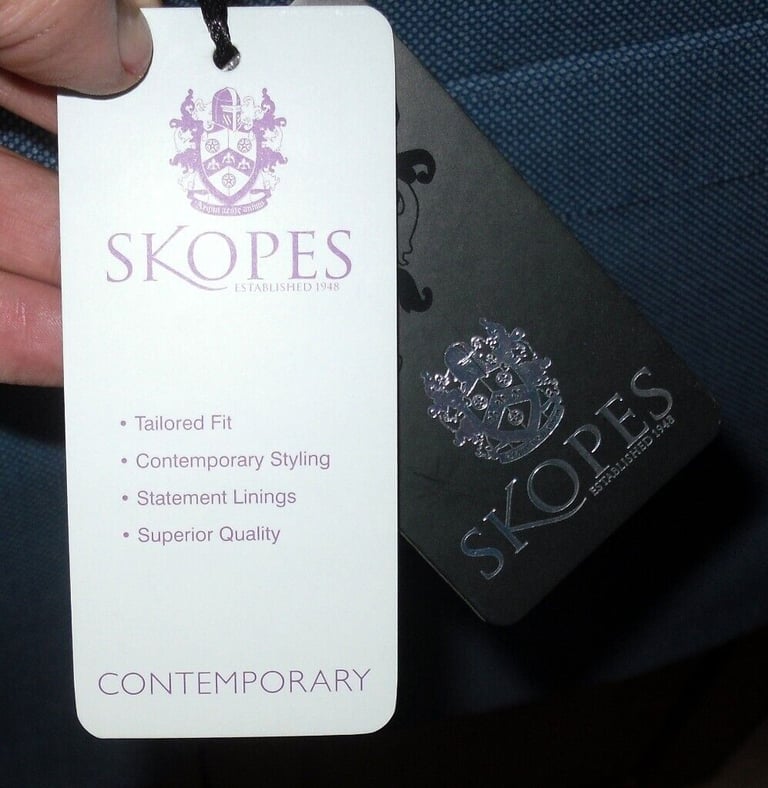 SKOPES
ESTABLISHED 1948
• Tailored Fit
• Contemporary Styling
• Statement Linings
• Superior Quality
CONTEMPORARY
SKOPES
ESTABLISHED 1948